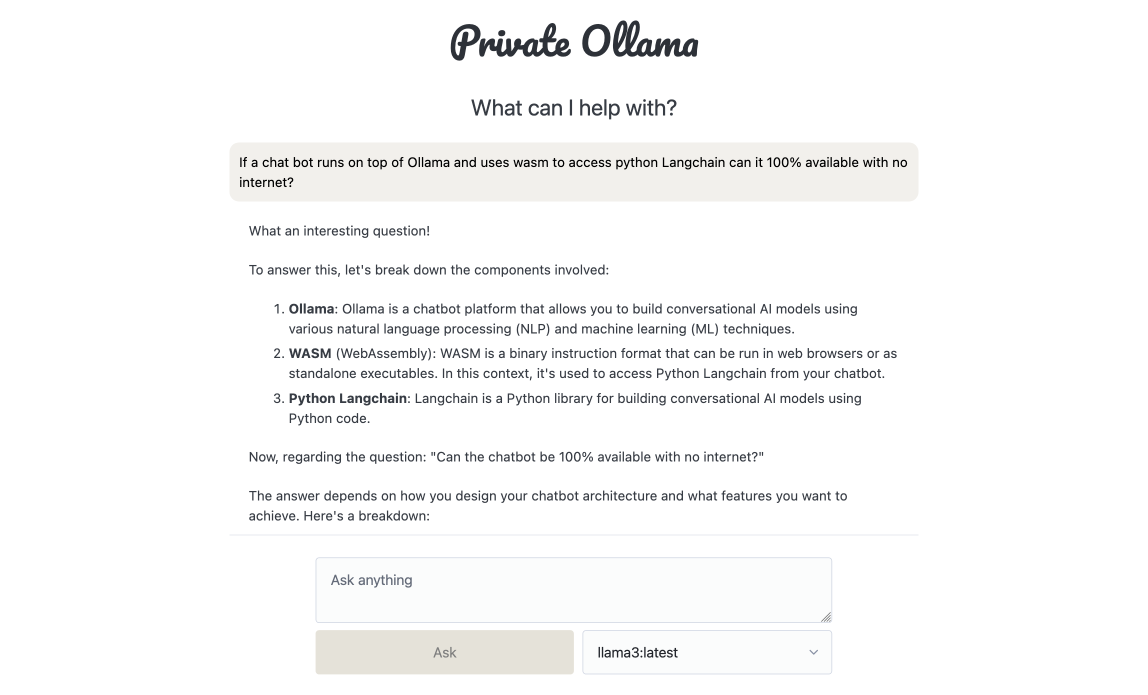 Private Ollama
What can I help with?
If a chat bot runs on top of Ollama and uses wasm to access python Langchain can it 100% available with no
internet?
What an interesting question!
To answer this, let's break down the components involved:
1. Ollama: Ollama is a chatbot platform that allows you to build conversational AI models using
various natural language processing (NLP) and machine learning (ML) techniques.
2. WASM (WebAssembly): WASM is a binary instruction format that can be run in web browsers or as
standalone executables. In this context, it's used to access Python Langchain from your chatbot.
3. Python Langchain: Langchain is a Python library for building conversational AI models using
Python code.
Now, regarding the question: "Can the chatbot be 100% available with no internet?"
The answer depends on how you design your chatbot architecture and what features you want to
achieve. Here's a breakdown:
Ask anything
Ask
llama3:latest